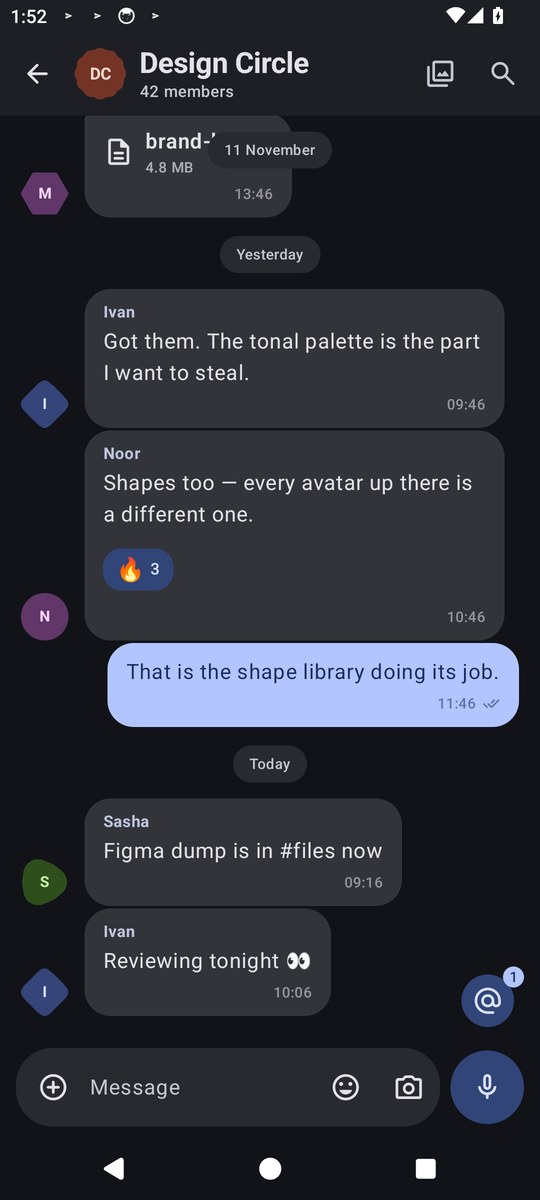 1:52
DC
Design Circle
42 members
11 November
4.8 MB
13:46
M
Yesterday
Ivan
Got them. The tonal palette is the part
I want to steal.
09:46
I
Noor
Shapes too — every avatar up there is
a different one.
🔥 3
10:46
N
That is the shape library doing its job.
11:46
Today
Sasha
Figma dump is in #files now
09:16
S
Ivan
Reviewing tonight 👀
10:06
I
1
Message